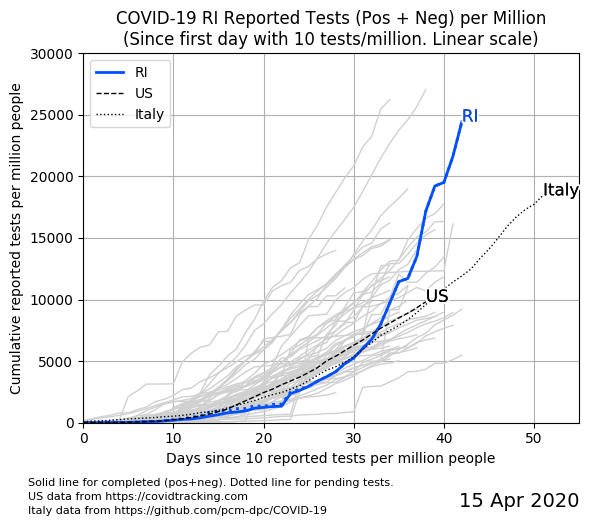 COVID-19 RI Reported Tests (Pos + Neg) per Million
(Since first day with 10 tests/million. Linear scale)
Cumulative reported tests per million people
30000
25000
20000
15000
10000
5000
0
RI
US
Italy
RI
Italy
US
0 10 20 30 40 50
Days since 10 reported tests per million people
Solid line for completed (pos+neg). Dotted line for pending tests.
US data from https://covidtracking.com
Italy data from https://github.com/pcm-dpc/COVID-19
15 Apr 2020